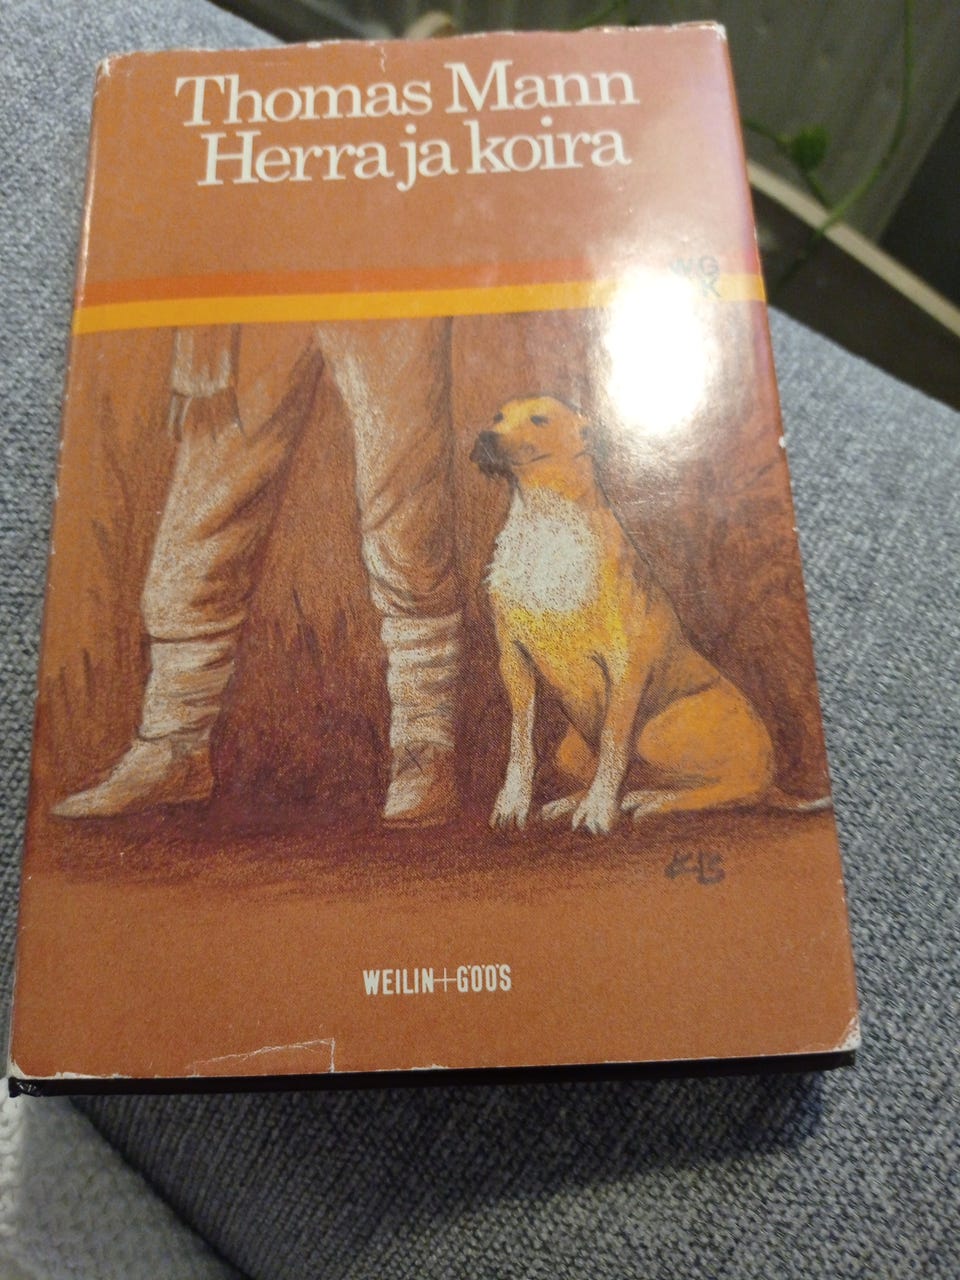 Thomas Mann
Herra ja koira
WEILIN+GÖÖS